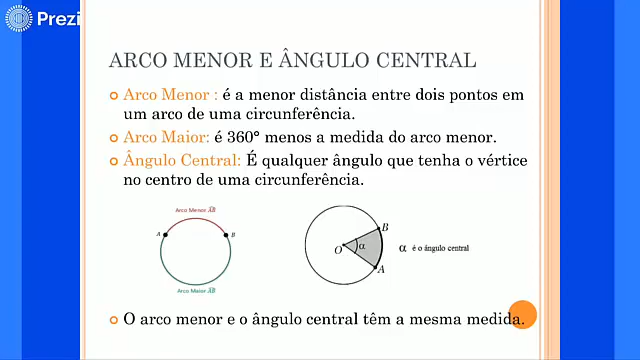 Prezi
ARCO MENOR E ÂNGULO CENTRAL
Arco Menor : é a menor distância entre dois pontos em
um arco de uma circunferência.
Arco Maior: é 360° menos a medida do arco menor.
Ângulo Central: É qualquer ângulo que tenha o vértice
no centro de uma circunferência.
Arco Menor AB
A
B
Arco Maior AB
B
O
α
A
α é o ângulo central
O arco menor e o ângulo central têm a mesma medida.